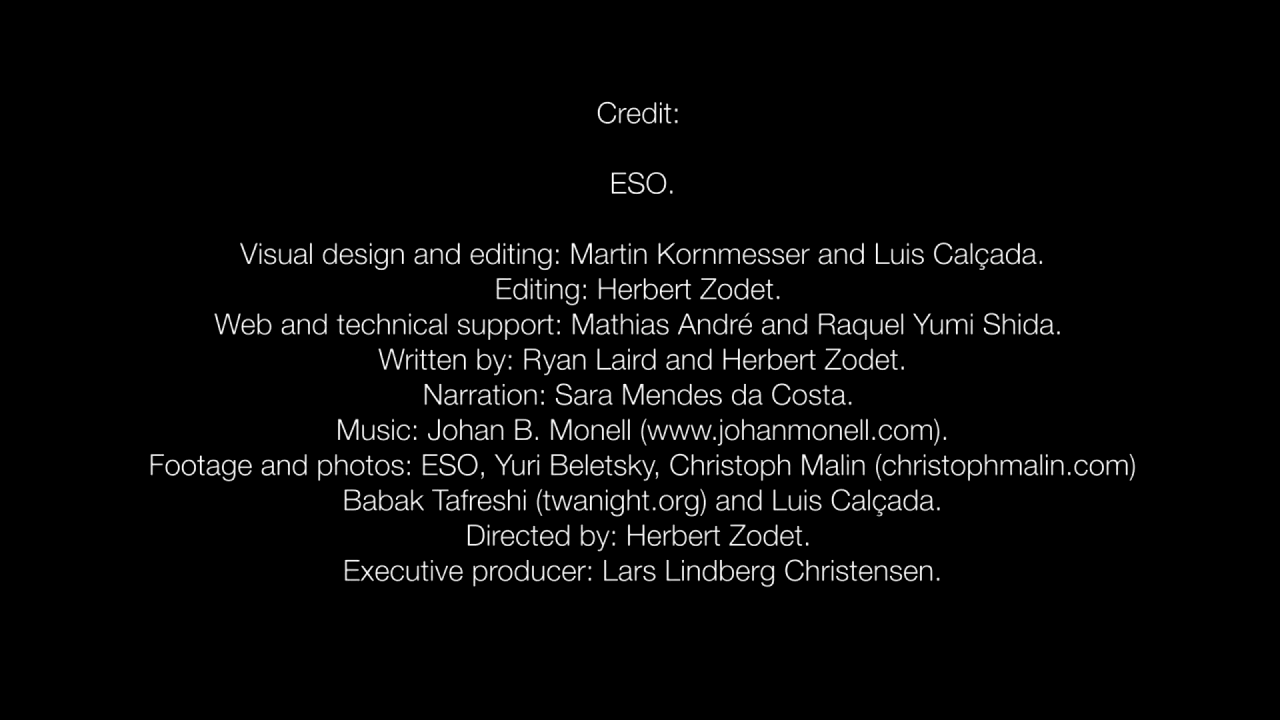 Credit:
ESO.
Visual design and editing: Martin Kornmesser and Luis Calçada.
Editing: Herbert Zodet.
Web and technical support: Mathias André and Raquel Yumi Shida.
Written by: Ryan Laird and Herbert Zodet.
Narration: Sara Mendes da Costa.
Music: Johan B. Monell (www.johanmonell.com).
Footage and photos: ESO, Yuri Beletsky, Christoph Malin (christophmalin.com)
Babak Tafreshi (twanight.org) and Luis Calçada.
Directed by: Herbert Zodet.
Executive producer: Lars Lindberg Christensen.